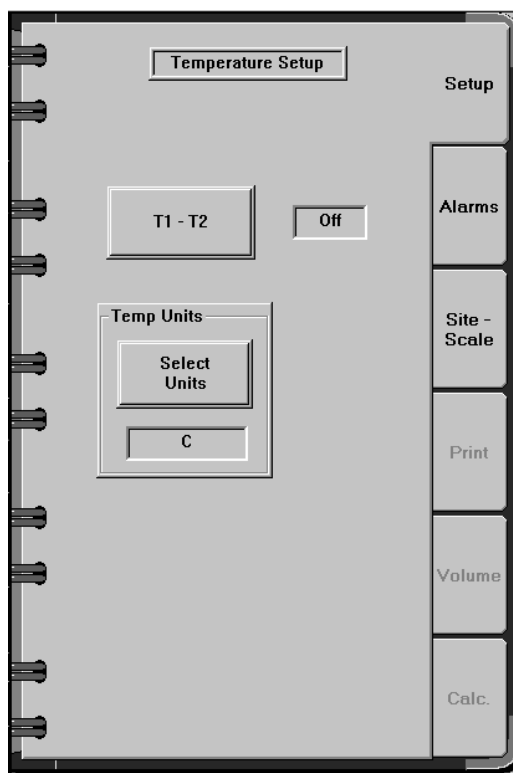 Temperature Setup
Setup
T1 - T2
Off
Alarms
Temp Units
Select
Units
C
Site -
Scale
Print
Volume
Calc.